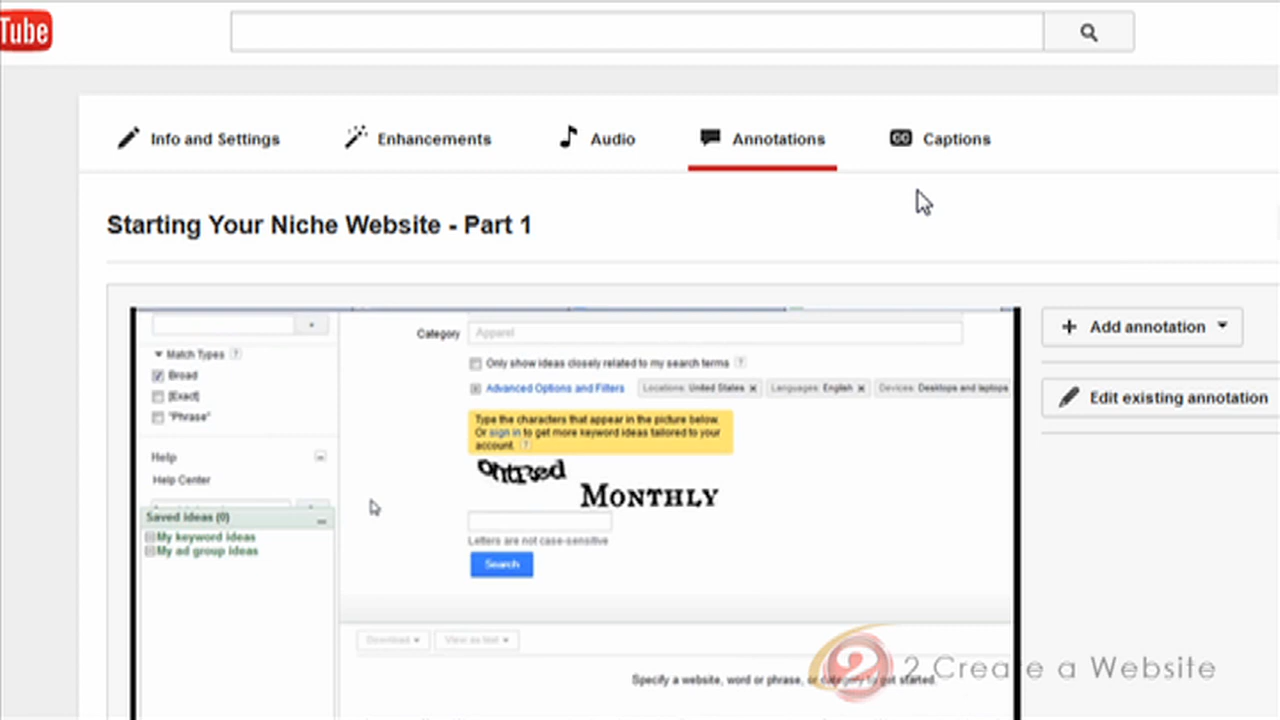 Tube
Info and Settings
Enhancements
Audio
Annotations
CC Captions
Starting Your Niche Website - Part 1
Add annotation
Edit existing annotation
Category
Apparel
Match Types ?
Broad
[Exact]
"Phrase"
Only show ideas closely related to my search terms ?
Advanced Options and Filters
Locations: United States x
Languages: English x
Devices: Desktops and laptops
Type the characters that appear in the picture below.
Or sign in to get more keyword ideas tailored to your
account. ?
Help
Help Center
MONTHLY
Letters are not case-sensitive
Search
Saved ideas (0)
My keyword ideas
My ad group ideas
Download
View as text
Specify a website, word or phrase, or category to get started.
2 2 Create a Website